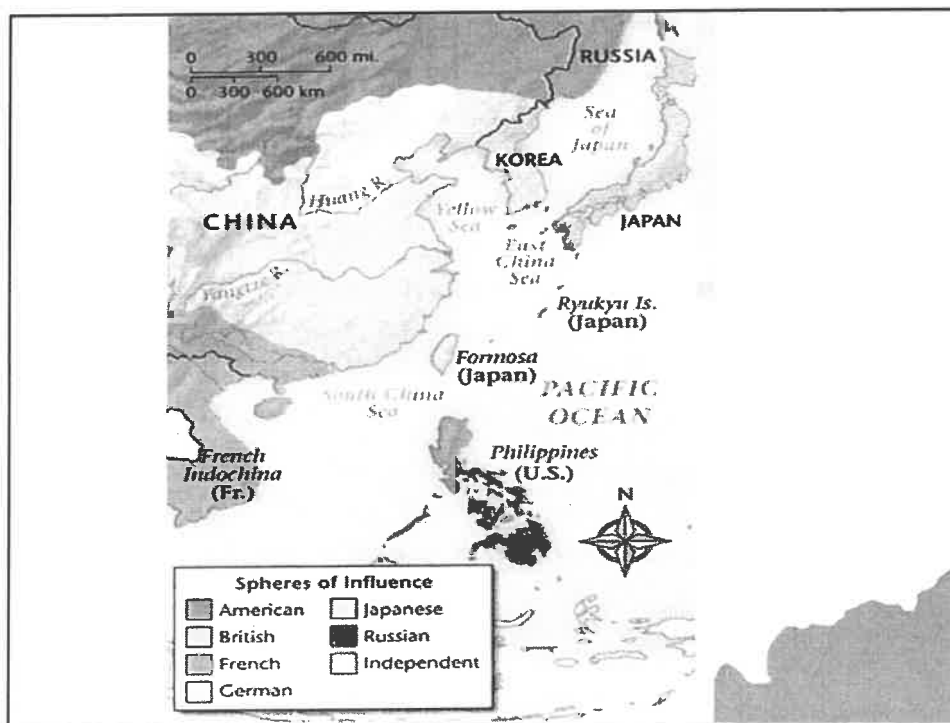 0 300 600 mi.
0 300 600 km
RUSSIA
Sea
of
Japan
KOREA
Huang R.
CHINA
Yellow
Sea
JAPAN
East
China
Sea
Yangtze R.
Ryukyu Is.
(Japan)
Formosa
(Japan)
South China
Sea
PACIFIC
OCEAN
French
Indochina
(Fr.)
Philippines
(U.S.)
N
Spheres of Influence
American
British
French
German
Japanese
Russian
Independent